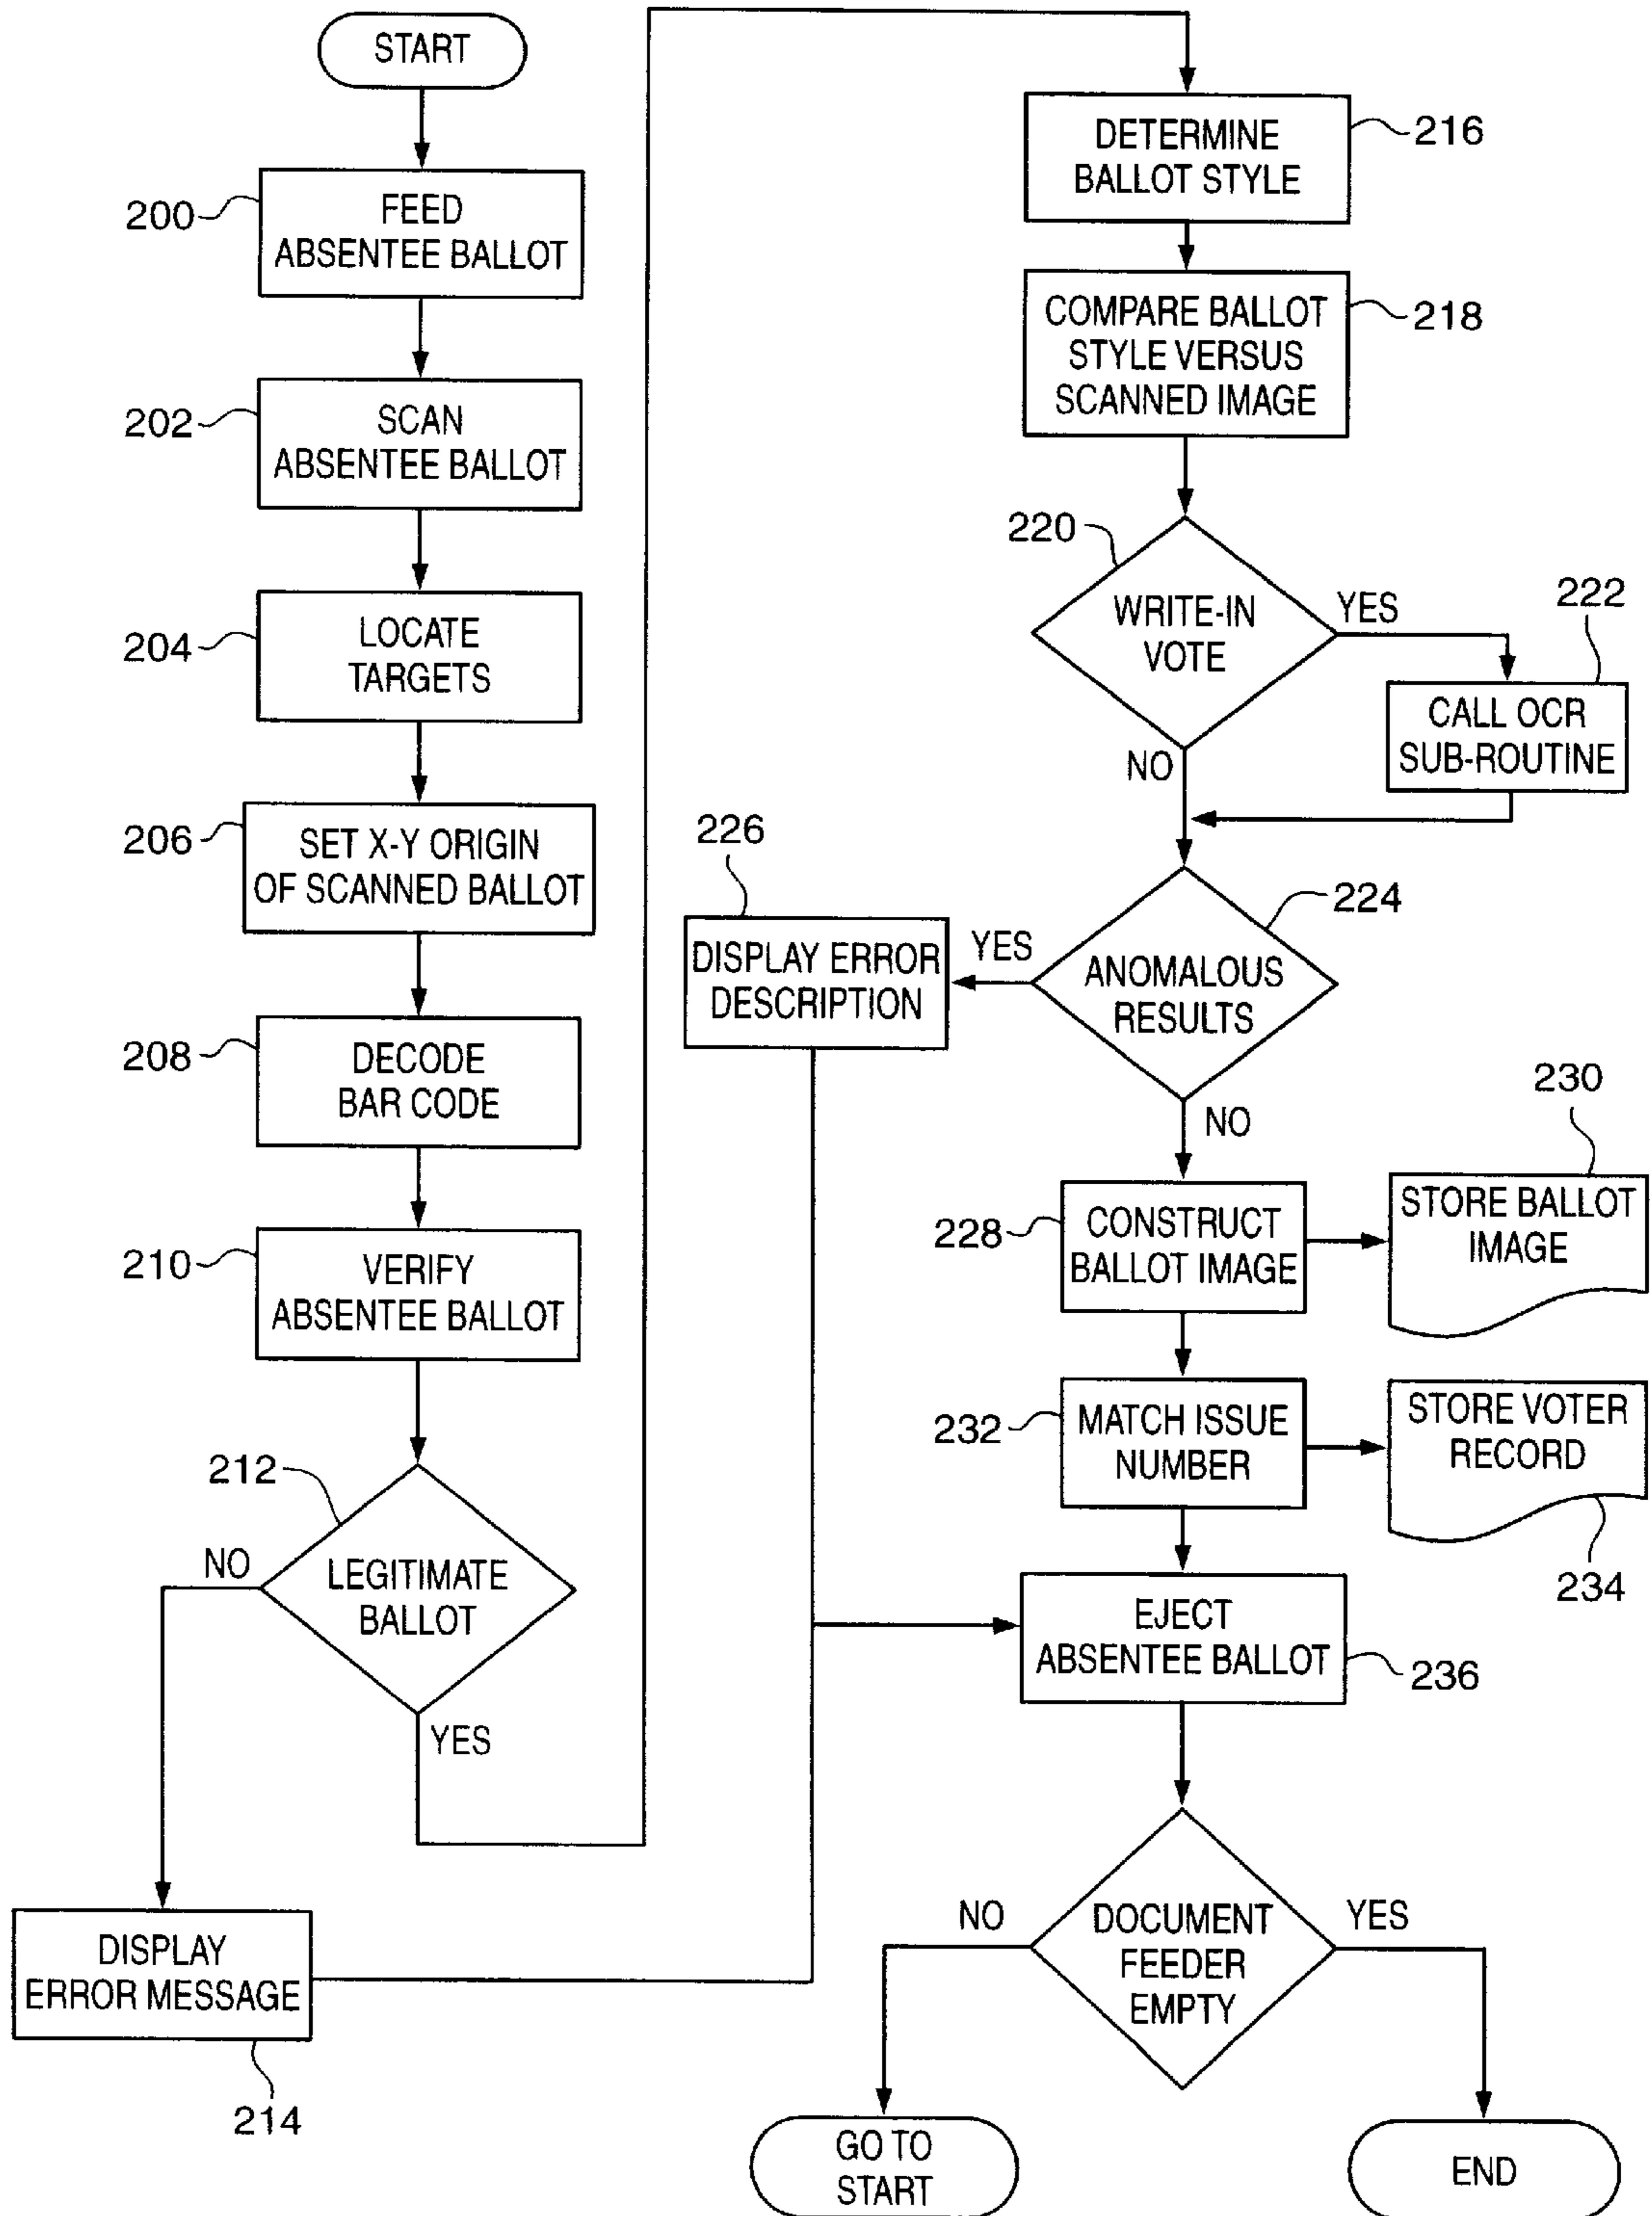 START
200
FEED
ABSENTEE BALLOT
202
SCAN
ABSENTEE BALLOT
204
LOCATE
TARGETS
206
SET X-Y ORIGIN
OF SCANNED BALLOT
208
DECODE
BAR CODE
210
VERIFY
ABSENTEE BALLOT
212
LEGITIMATE
BALLOT
NO
YES
DISPLAY
ERROR MESSAGE
214
DETERMINE
BALLOT STYLE
216
COMPARE BALLOT
STYLE VERSUS
SCANNED IMAGE
218
220
WRITE-IN
VOTE
YES
NO
222
CALL OCR
SUB-ROUTINE
224
ANOMALOUS
RESULTS
YES
NO
226
DISPLAY ERROR
DESCRIPTION
228
CONSTRUCT
BALLOT IMAGE
230
STORE BALLOT
IMAGE
232
MATCH ISSUE
NUMBER
STORE VOTER
RECORD
234
EJECT
ABSENTEE BALLOT
236
DOCUMENT
FEEDER
EMPTY
NO
YES
GO TO
START
END